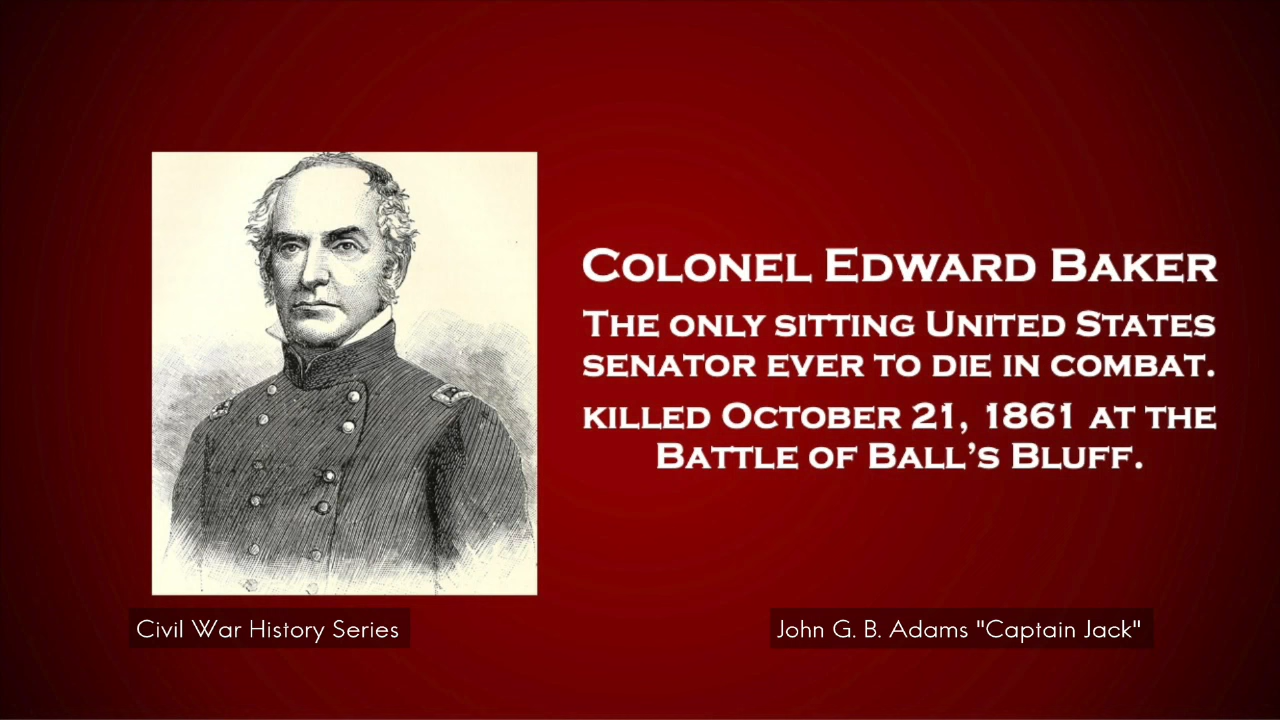 Colonel Edward Baker
The only sitting United States
senator ever to die in combat.
killed October 21, 1861 at the
Battle of Ball's Bluff.
Civil War History Series
John G. B. Adams "Captain Jack"